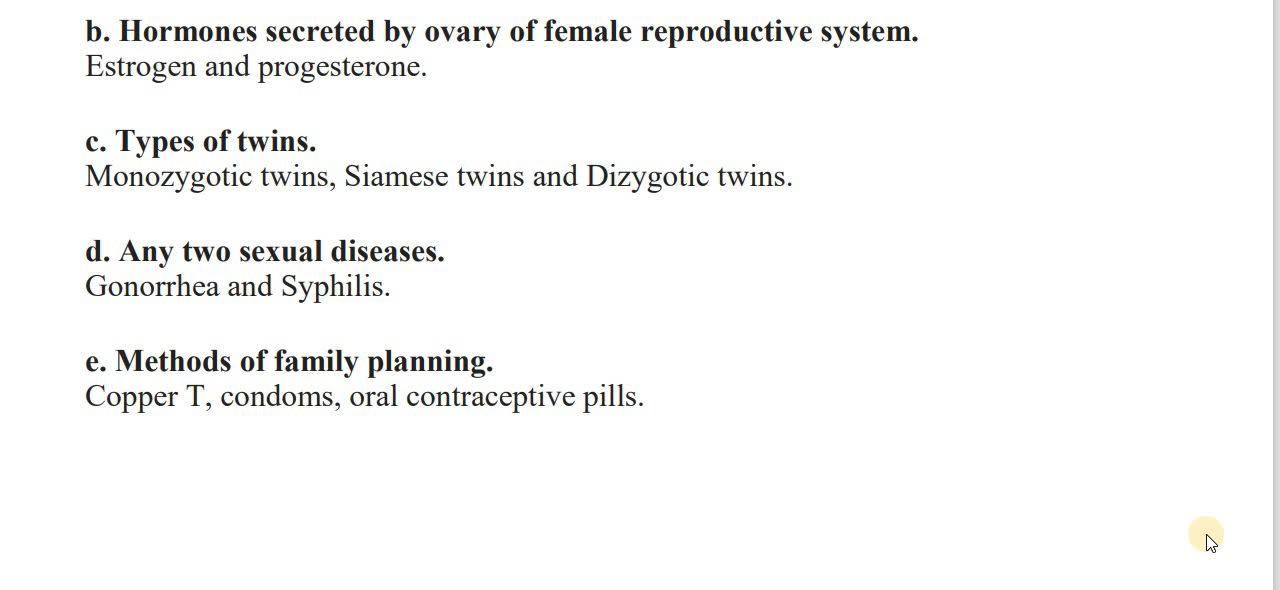 b. Hormones secreted by ovary of female reproductive system.
Estrogen and progesterone.
c. Types of twins.
Monozygotic twins, Siamese twins and Dizygotic twins.
d. Any two sexual diseases.
Gonorrhea and Syphilis.
e. Methods of family planning.
Copper T, condoms, oral contraceptive pills.